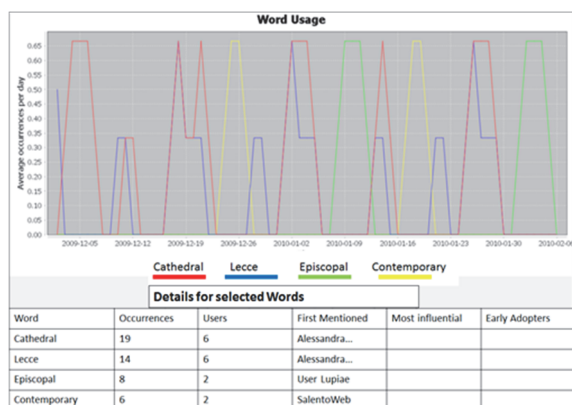 Word Usage
Average occurrences per day
0.65
0.60
0.55
0.50
0.45
0.40
0.35
0.30
0.25
0.20
0.15
0.10
0.05
0.00
2009-12-05 2009-12-12 2009-12-19 2009-12-26 2010-01-02 2010-01-09 2010-01-16 2010-01-23 2010-01-30 2010-02-06
Cathedral Lecce Episcopal Contemporary
Details for selected Words
Word Occurrences Users First Mentioned Most influential Early Adopters
Cathedral 19 6 Alessandra...
Lecce 14 6 Alessandra...
Episcopal 8 2 User Lupiae
Contemporary 6 2 SalentoWeb